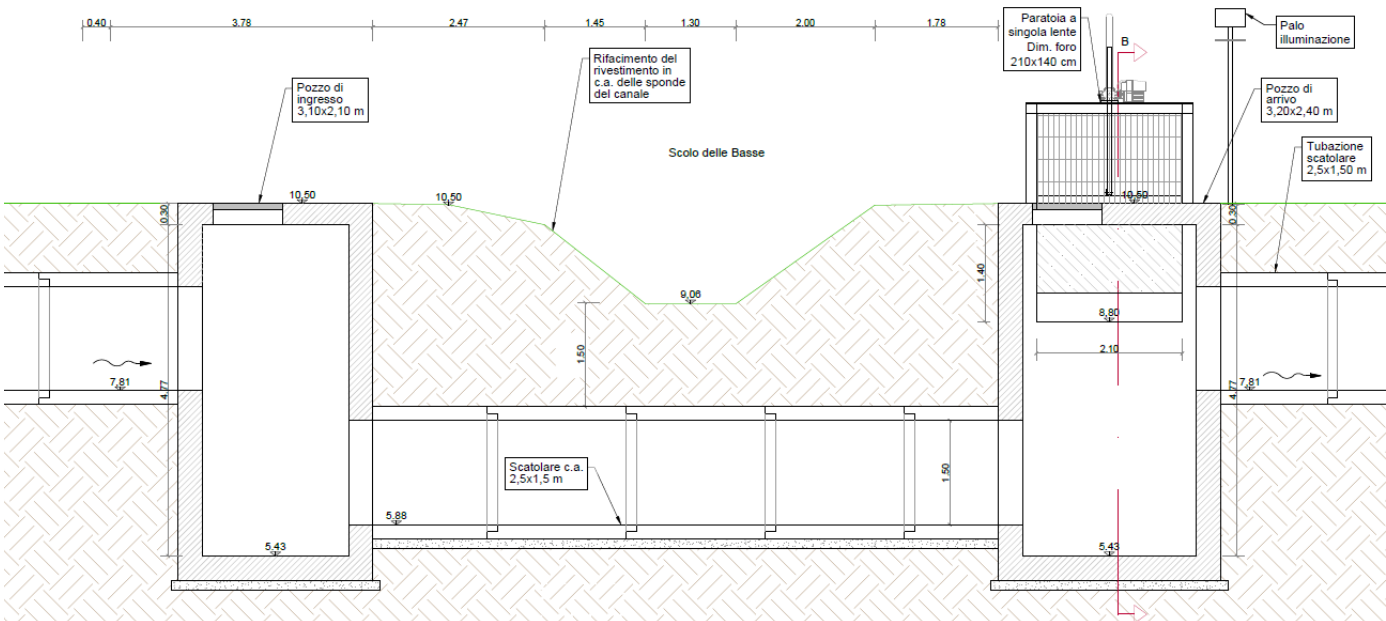 0.40
3.78
2.47
1.45
1.30
2.00
1.78
Paratoia a
singola lente
Dim. foro
210x140 cm
B
Palo
illuminazione
Rifacimento del
rivestimento in
c.a. delle sponde
del canale
Pozzo di
ingresso
3,10x2,10 m
Pozzo di
arrivo
3,20x2,40 m
Tubazione
scatolare
2,5x1,50 m
Scolo delle Basse
10,50
10,50
10,50
0.30
0.30
1.40
9,06
8,80
2.10
1.50
7,81
4.77
7,81
4.77
Scatolare c.a.
2,5x1,5 m
1.50
5.88
5.43
5.43